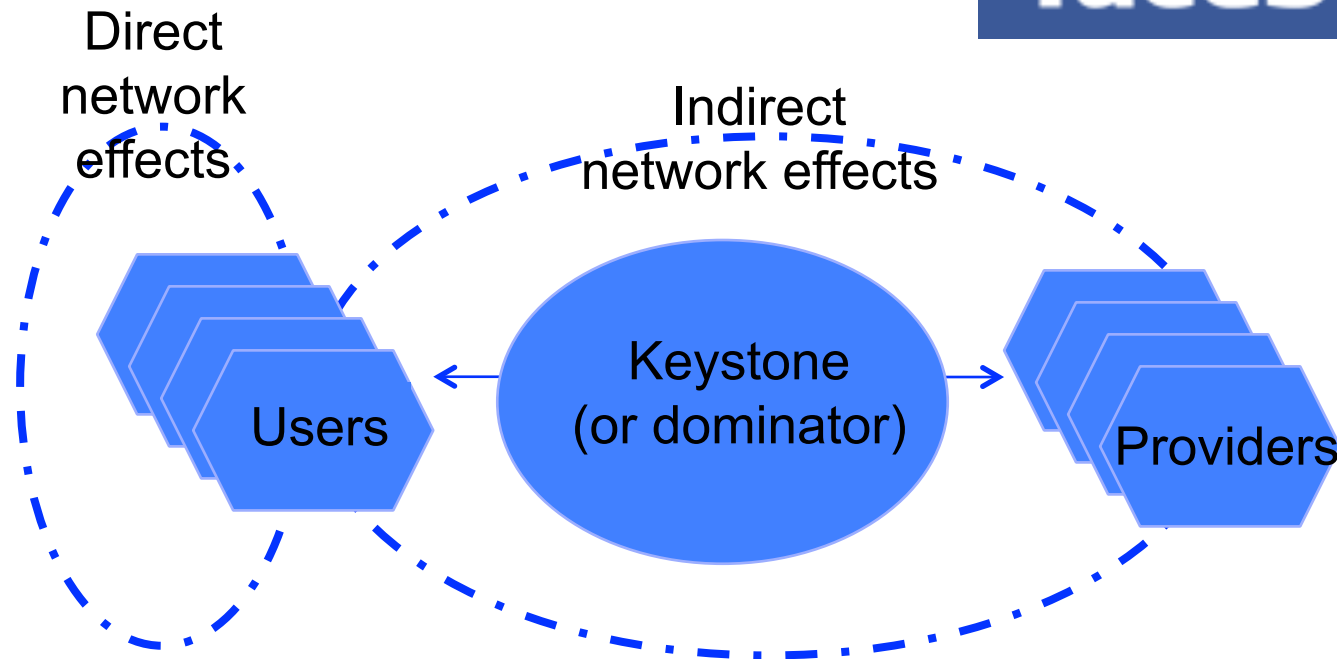 Direct
network
effects
Indirect
network effects
Keystone
(or dominator)
Users
Providers